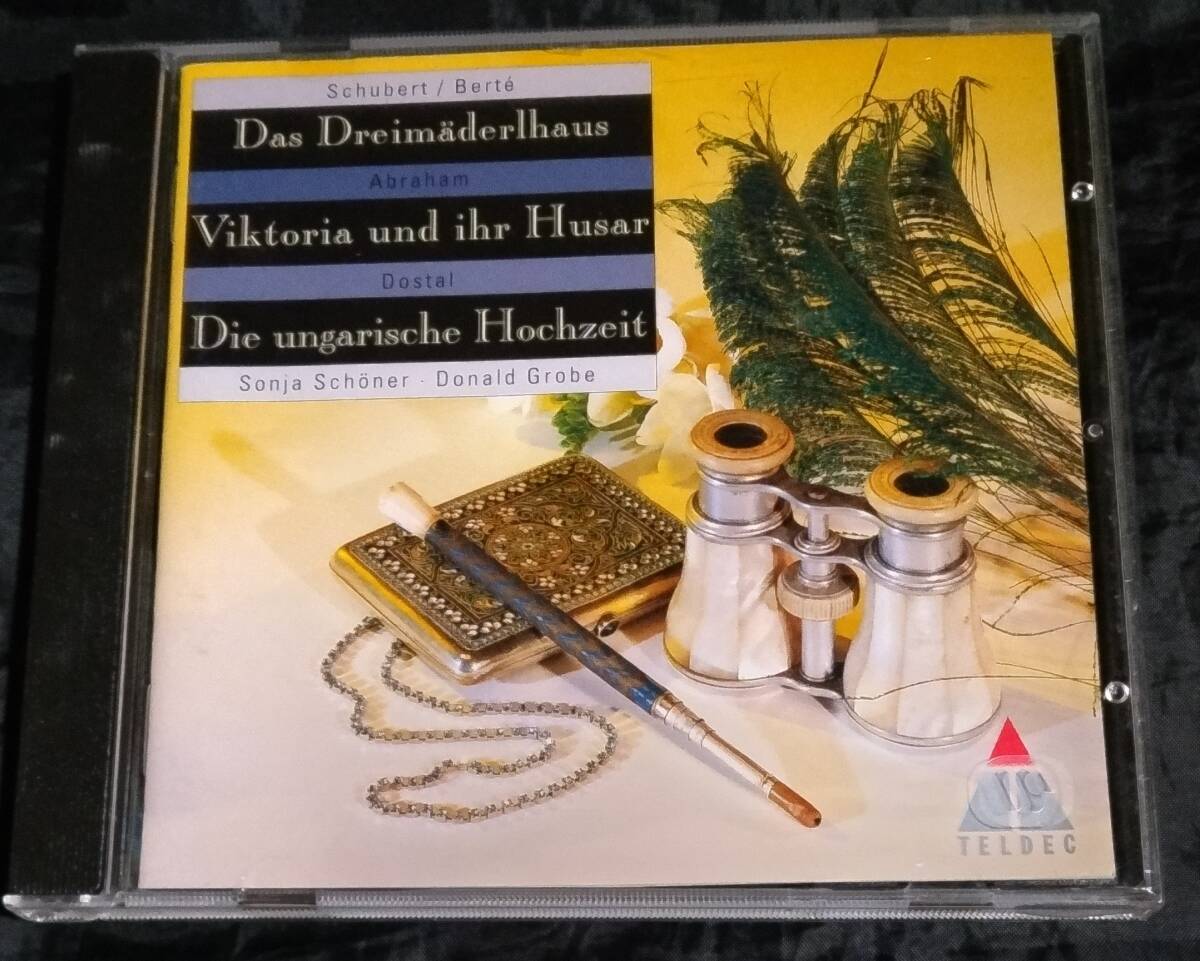 Schubert / Berté
Das Dreimäderlhaus
Abraham
Viktoria und ihr Husar
Dostal
Die ungarische Hochzeit
Sonja Schöner · Donald Grobe
TELDEC